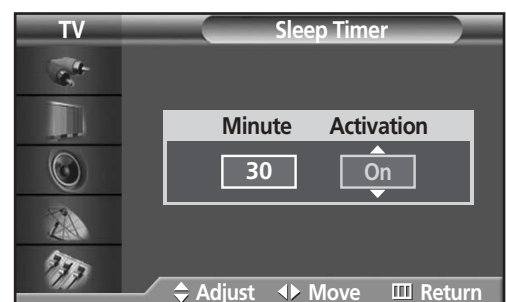 TV Sleep Timer
Minute Activation
30 On
Adjust Move Return